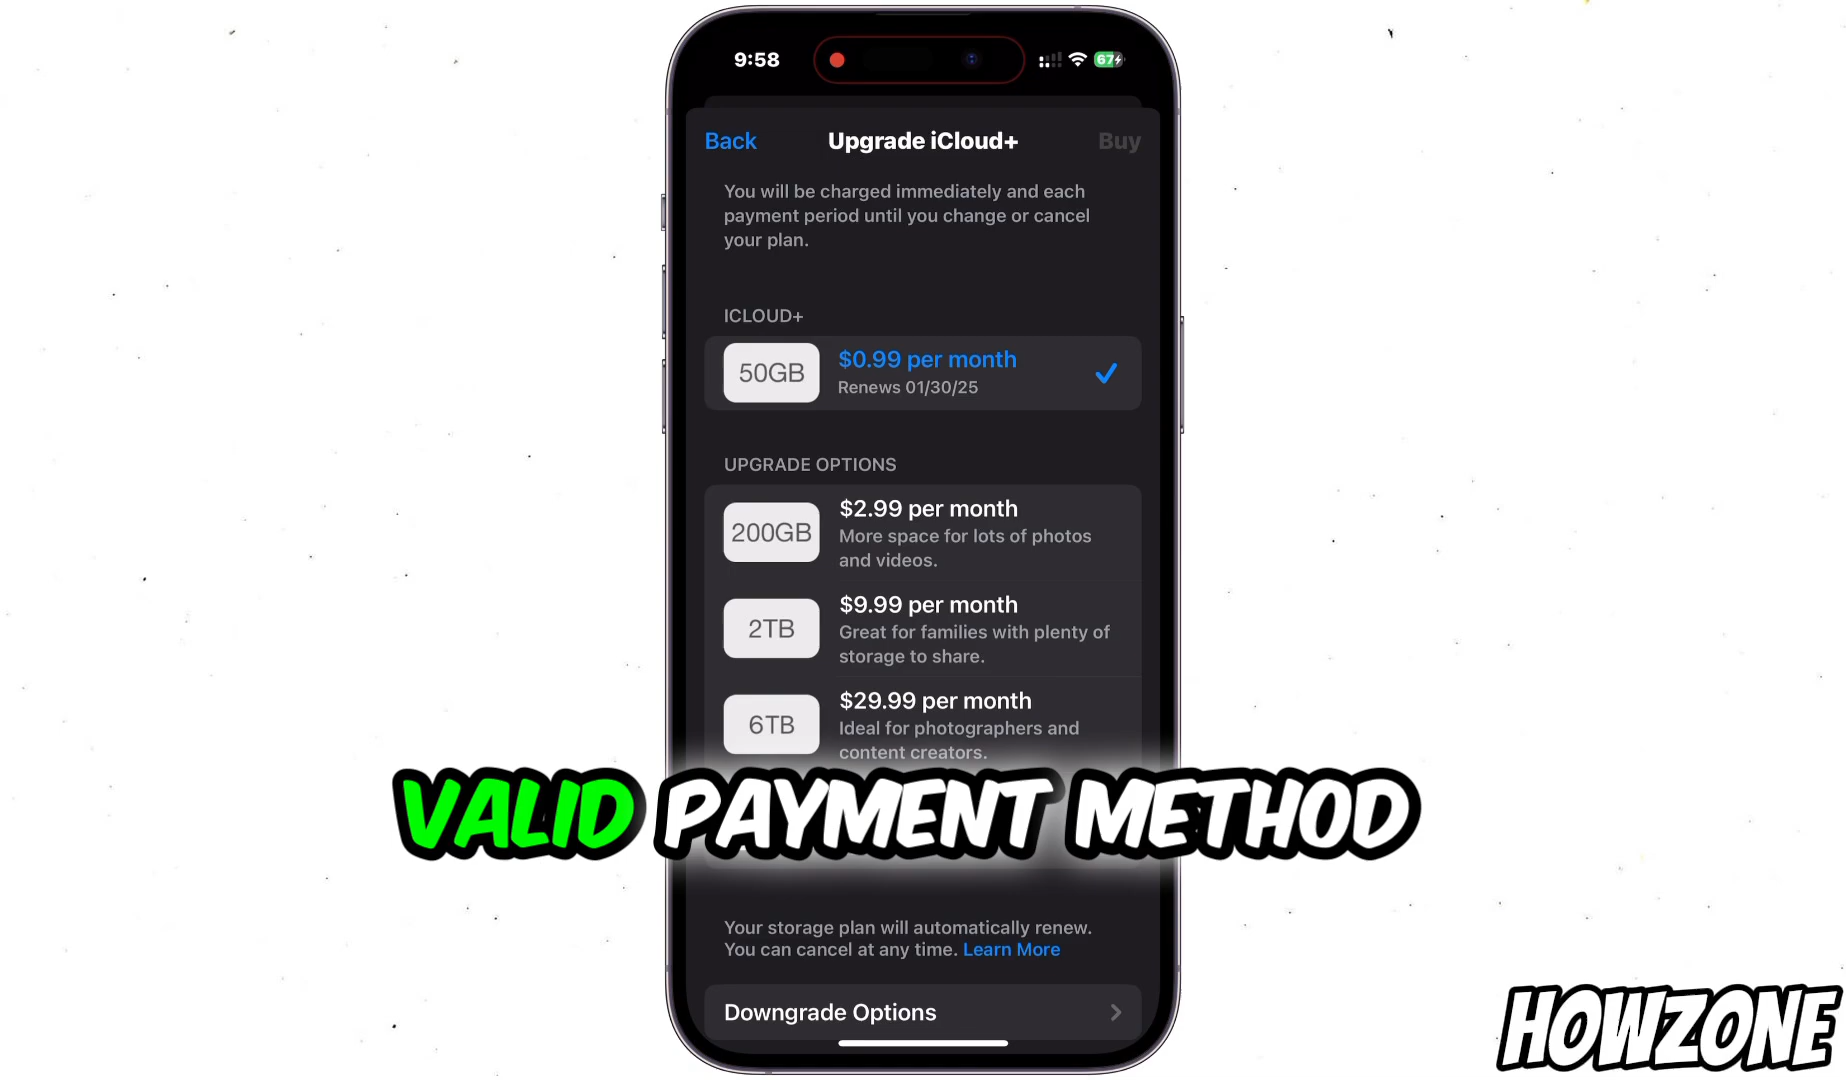 9:58
67
Back
Upgrade iCloud+
Buy
You will be charged immediately and each
payment period until you change or cancel
your plan.
ICLOUD+
50GB
$0.99 per month
Renews 01/30/25
UPGRADE OPTIONS
200GB
$2.99 per month
More space for lots of photos
and videos.
2TB
$9.99 per month
Great for families with plenty of
storage to share.
6TB
$29.99 per month
Ideal for photographers and
content creators.
VALID PAYMENT METHOD
Your storage plan will automatically renew.
You can cancel at any time. Learn More
Downgrade Options
HOWZONE